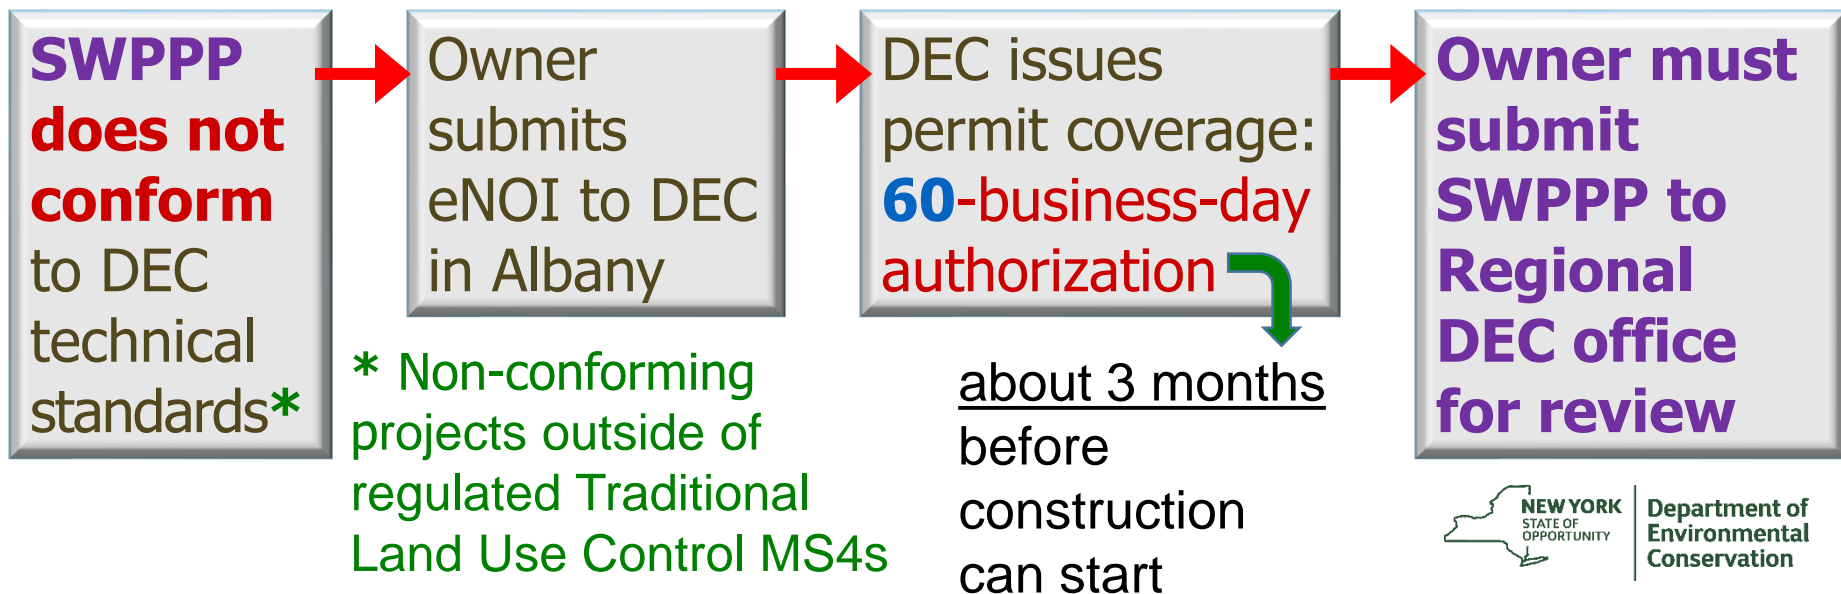 SWPPP
does not
conform
to DEC
technical
standards*
Owner
submits
eNOI to DEC
in Albany
DEC issues
permit coverage:
60-business-day
authorization
Owner must
submit
SWPPP to
Regional
DEC office
for review
* Non-conforming
projects outside of
regulated Traditional
Land Use Control MS4s
about 3 months
before
construction
can start
NEW YORK
STATE OF
OPPORTUNITY
Department of
Environmental
Conservation